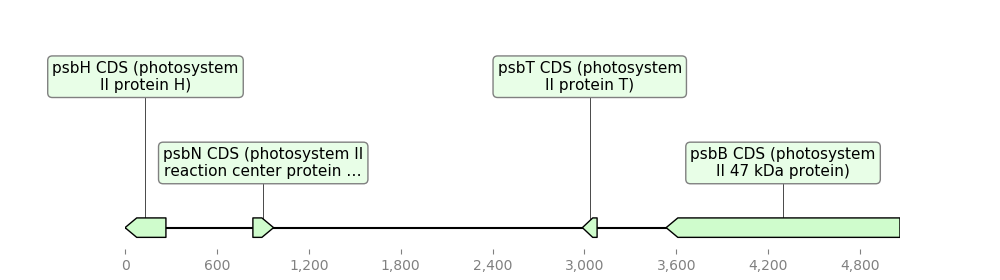 psbH CDS (photosystem
II protein H)
psbT CDS (photosystem
II protein T)
psbN CDS (photosystem II
reaction center protein ...
psbB CDS (photosystem
II 47 kDa protein)
0 600 1,200 1,800 2,400 3,000 3,600 4,200 4,800